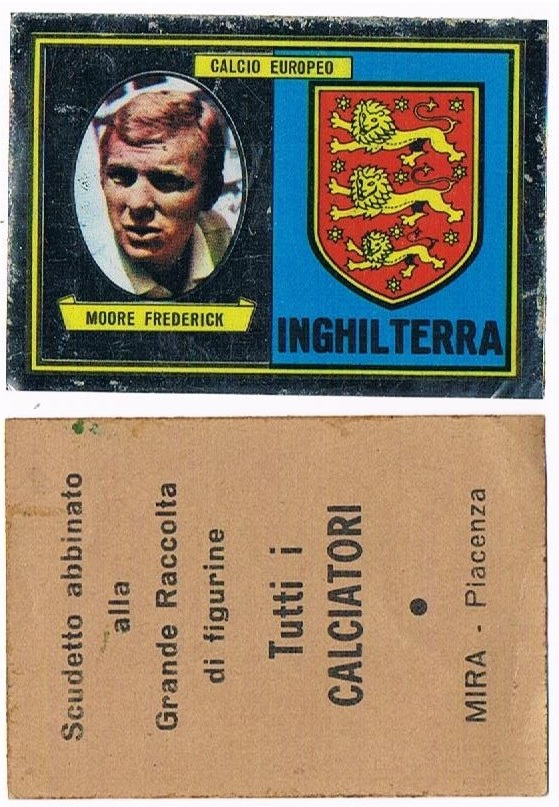 CALCIO EUROPEO
MOORE FREDERICK
INGHILTERRA
Scudetto abbinato
alla
Grande Raccolta
di figurine
Tutti i
CALCIATORI
MIRA - Piacenza